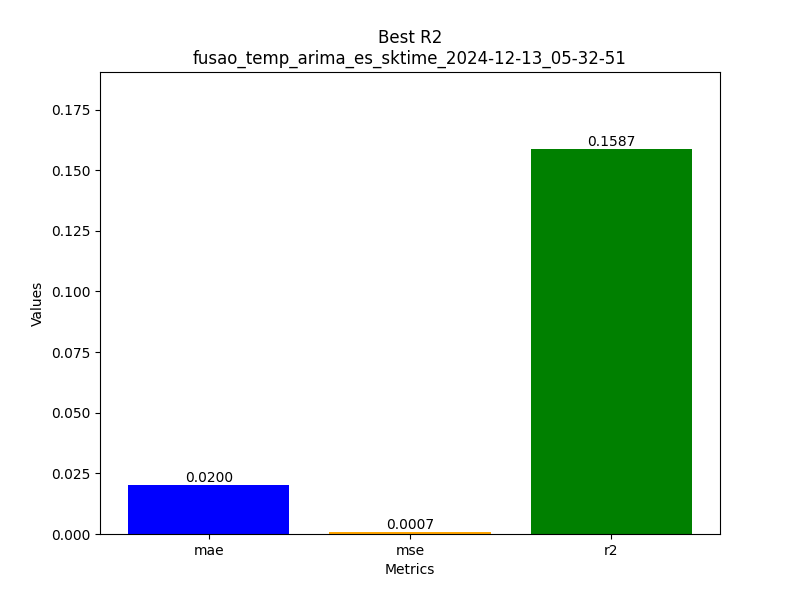 Best R2
fusao_temp_arima_es_sktime_2024-12-13_05-32-51
0.175
0.150
0.125
0.100
0.075
0.050
0.025
0.000
Values
0.0200
0.0007
0.1587
mae
mse
r2
Metrics